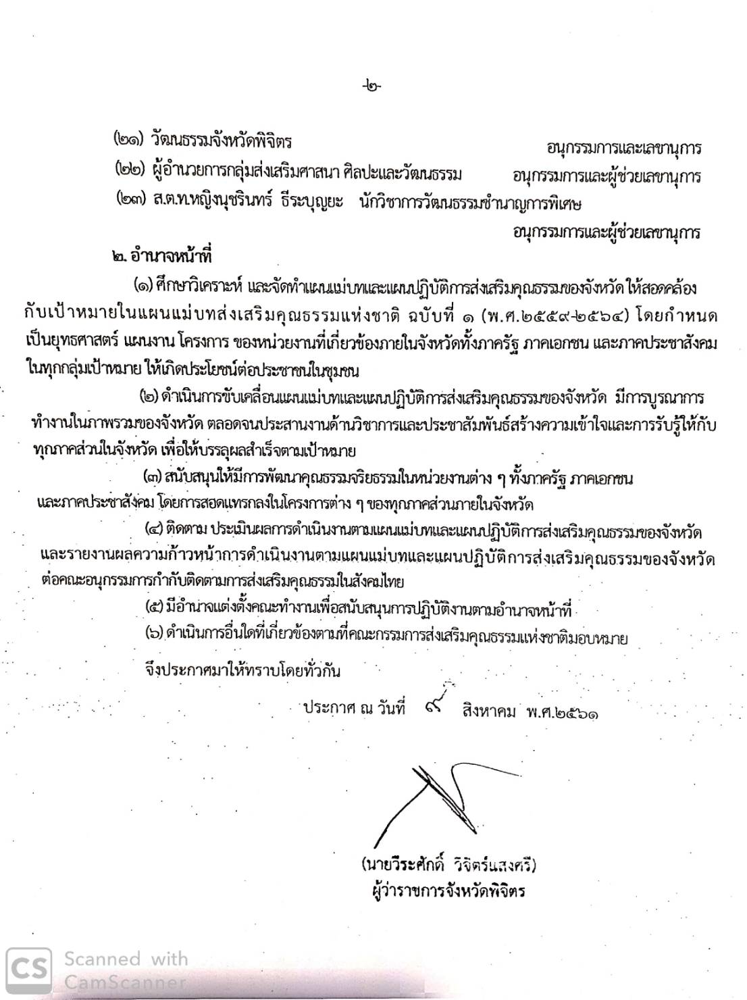 -๒-
(๒๑) วัฒนธรรมจังหวัดพิจิตร อนุกรรมการและเลขานุการ
(๒๒) ผู้อำนวยการกลุ่มส่งเสริมศาสนา ศิลปะและวัฒนธรรม อนุกรรมการและผู้ช่วยเลขานุการ
(๒๓) ส.ต.ท.หญิงนุชรินทร์ ธีระบุญยะ นักวิชาการวัฒนธรรมชำนาญการพิเศษ
อนุกรรมการและผู้ช่วยเลขานุการ
๒. อำนาจหน้าที่
(๑) ศึกษาวิเคราะห์ และจัดทำแผนแม่บทและแผนปฏิบัติการส่งเสริมคุณธรรมของจังหวัด ให้สอดคล้อง
กับเป้าหมายในแผนแม่บทส่งเสริมคุณธรรมแห่งชาติ ฉบับที่ ๑ (พ.ศ.๒๕๕๙-๒๕๖๔) โดยกำหนด
เป็นยุทธศาสตร์ แผนงาน โครงการ ของหน่วยงานที่เกี่ยวข้องภายในจังหวัดทั้งภาครัฐ ภาคเอกชน และภาคประชาสังคม
ในทุกกลุ่มเป้าหมาย ให้เกิดประโยชน์ต่อประชาชนในชุมชน
(๒) ดำเนินการขับเคลื่อนแผนแม่บทและแผนปฏิบัติการส่งเสริมคุณธรรมของจังหวัด มีการบูรณาการ
ทำงานในภาพรวมของจังหวัด ตลอดจนประสานงานด้านวิชาการและประชาสัมพันธ์สร้างความเข้าใจและการรับรู้ให้กับ
ทุกภาคส่วนในจังหวัด เพื่อให้บรรลุผลสำเร็จตามเป้าหมาย
(๓) สนับสนุนให้มีการพัฒนาคุณธรรมจริยธรรมในหน่วยงานต่าง ๆ ทั้งภาครัฐ ภาคเอกชน
และภาคประชาสังคม โดยการสอดแทรกลงในโครงการต่าง ๆ ของทุกภาคส่วนภายในจังหวัด
(๔) ติดตาม ประเมินผลการดำเนินงานตามแผนแม่บทและแผนปฏิบัติการส่งเสริมคุณธรรมของจังหวัด
และรายงานผลความก้าวหน้าการดำเนินงานตามแผนแม่บทและแผนปฏิบัติการส่งเสริมคุณธรรมของจังหวัด
ต่อคณะอนุกรรมการกำกับติดตามการส่งเสริมคุณธรรมในสังคมไทย
(๕) มีอำนาจแต่งตั้งคณะทำงานเพื่อสนับสนุนการปฏิบัติงานตามอำนาจหน้าที่
(๖) ดำเนินการอื่นใดที่เกี่ยวข้องตามที่คณะกรรมการส่งเสริมคุณธรรมแห่งชาติมอบหมาย
จึงประกาศมาให้ทราบโดยทั่วกัน
ประกาศ ณ วันที่ ๙ สิงหาคม พ.ศ.๒๕๖๑
(นายวีระศักดิ์ วิจิตร์แสงศรี)
ผู้ว่าราชการจังหวัดพิจิตร
CS Scanned with
CamScanner